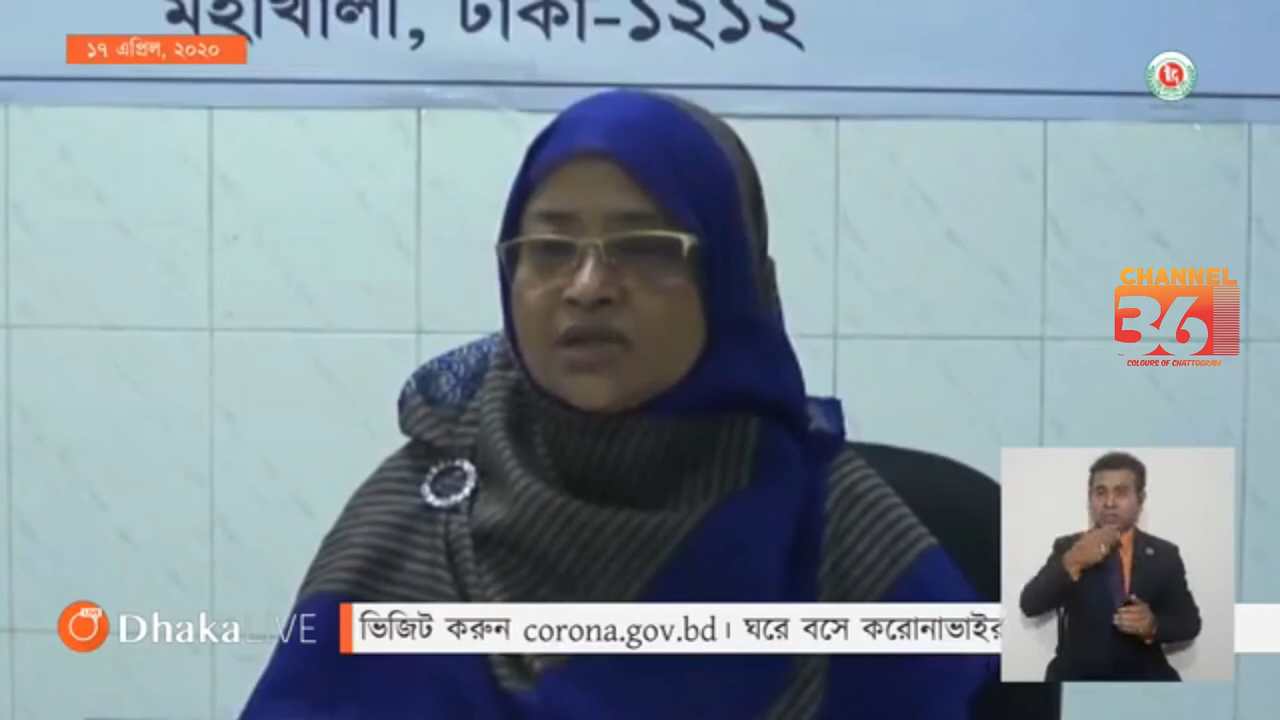 মহাখালী, ঢাকা-১২১২
১৭ এপ্রিল, ২০২০
CHANNEL
36
COLOURS OF CHATTOGRAM
LIVE
Dhaka LIVE
ভিজিট করুন corona.gov.bd। ঘরে বসে করোনাভাইর